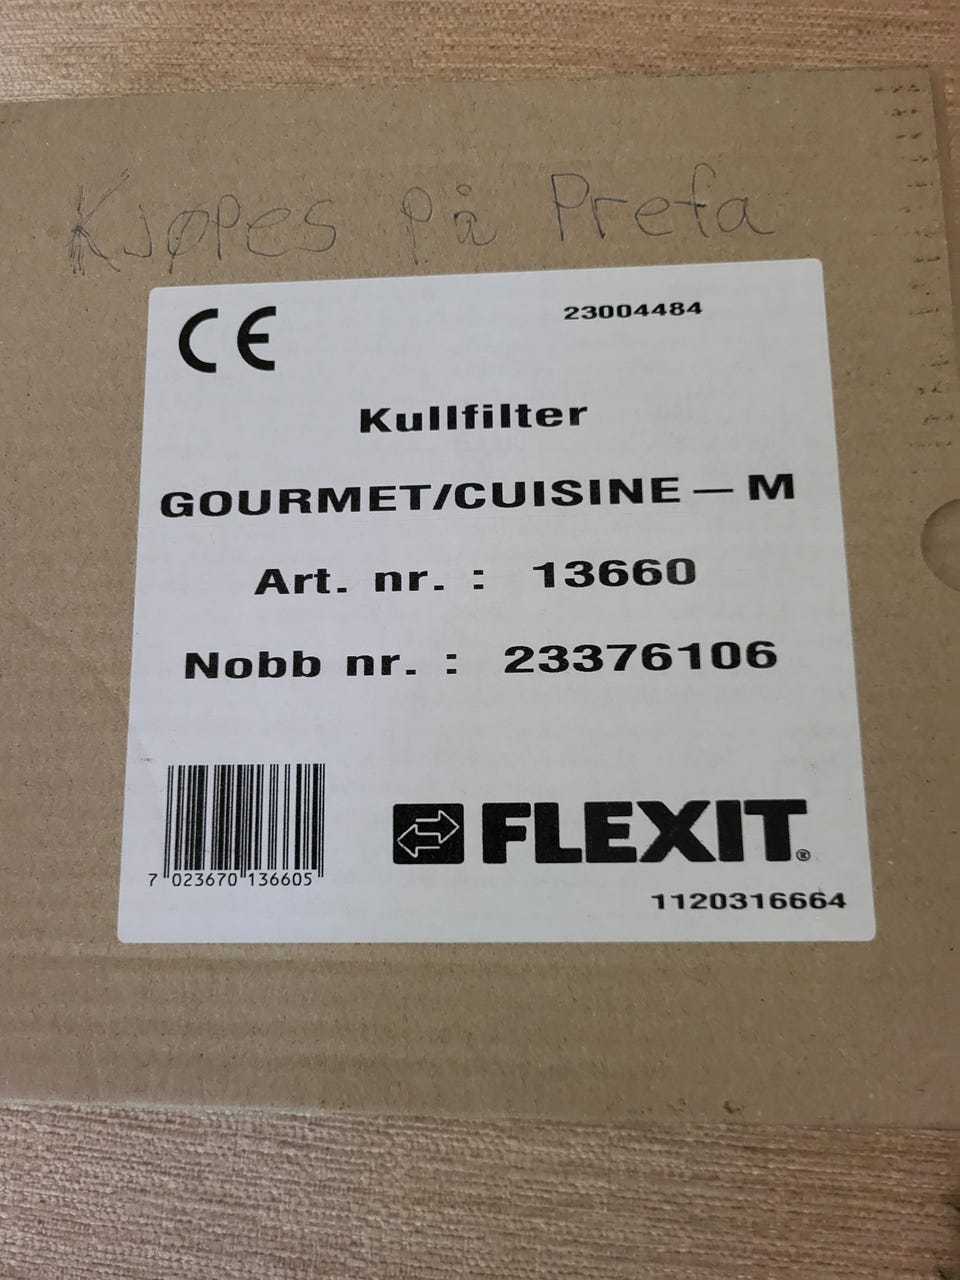 Kjøpes på Prefa
CE
23004484
Kullfilter
GOURMET/CUISINE – M
Art. nr. : 13660
Nobb nr. : 23376106
7 023670 136605
FLEXIT®
1120316664